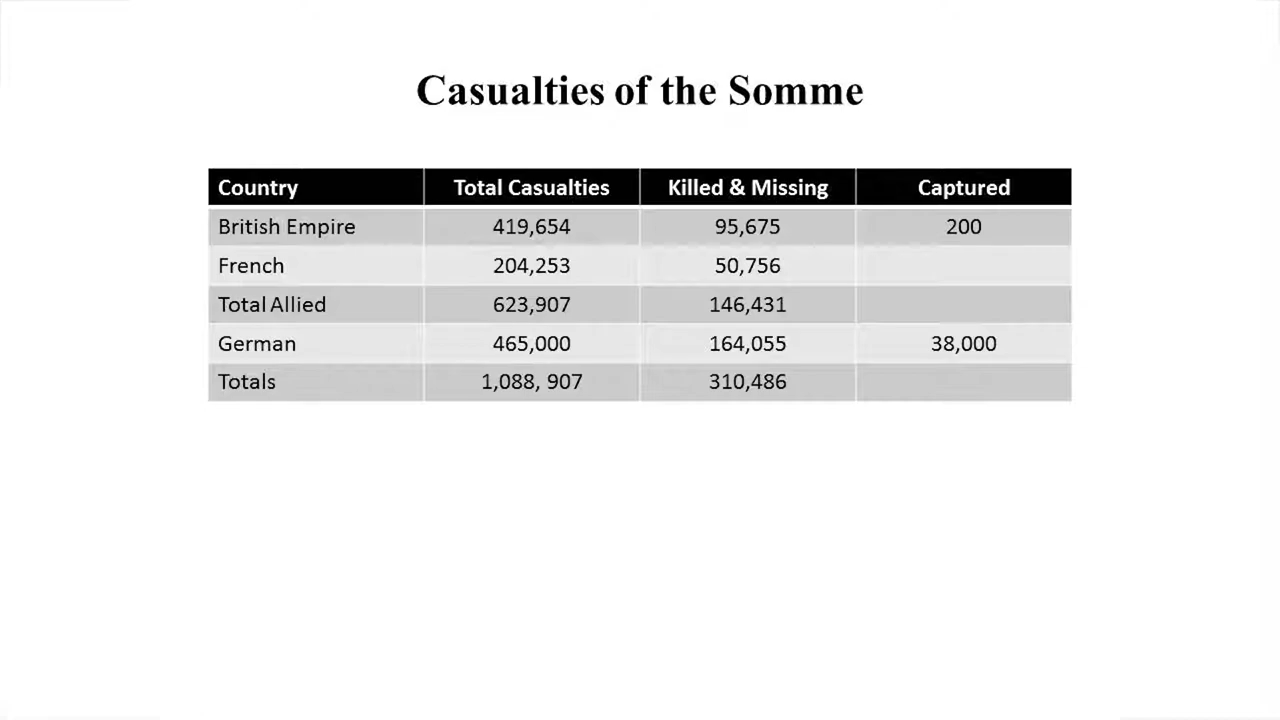 Casualties of the Somme
Country Total Casualties Killed & Missing Captured
British Empire 419,654 95,675 200
French 204,253 50,756
Total Allied 623,907 146,431
German 465,000 164,055 38,000
Totals 1,088, 907 310,486